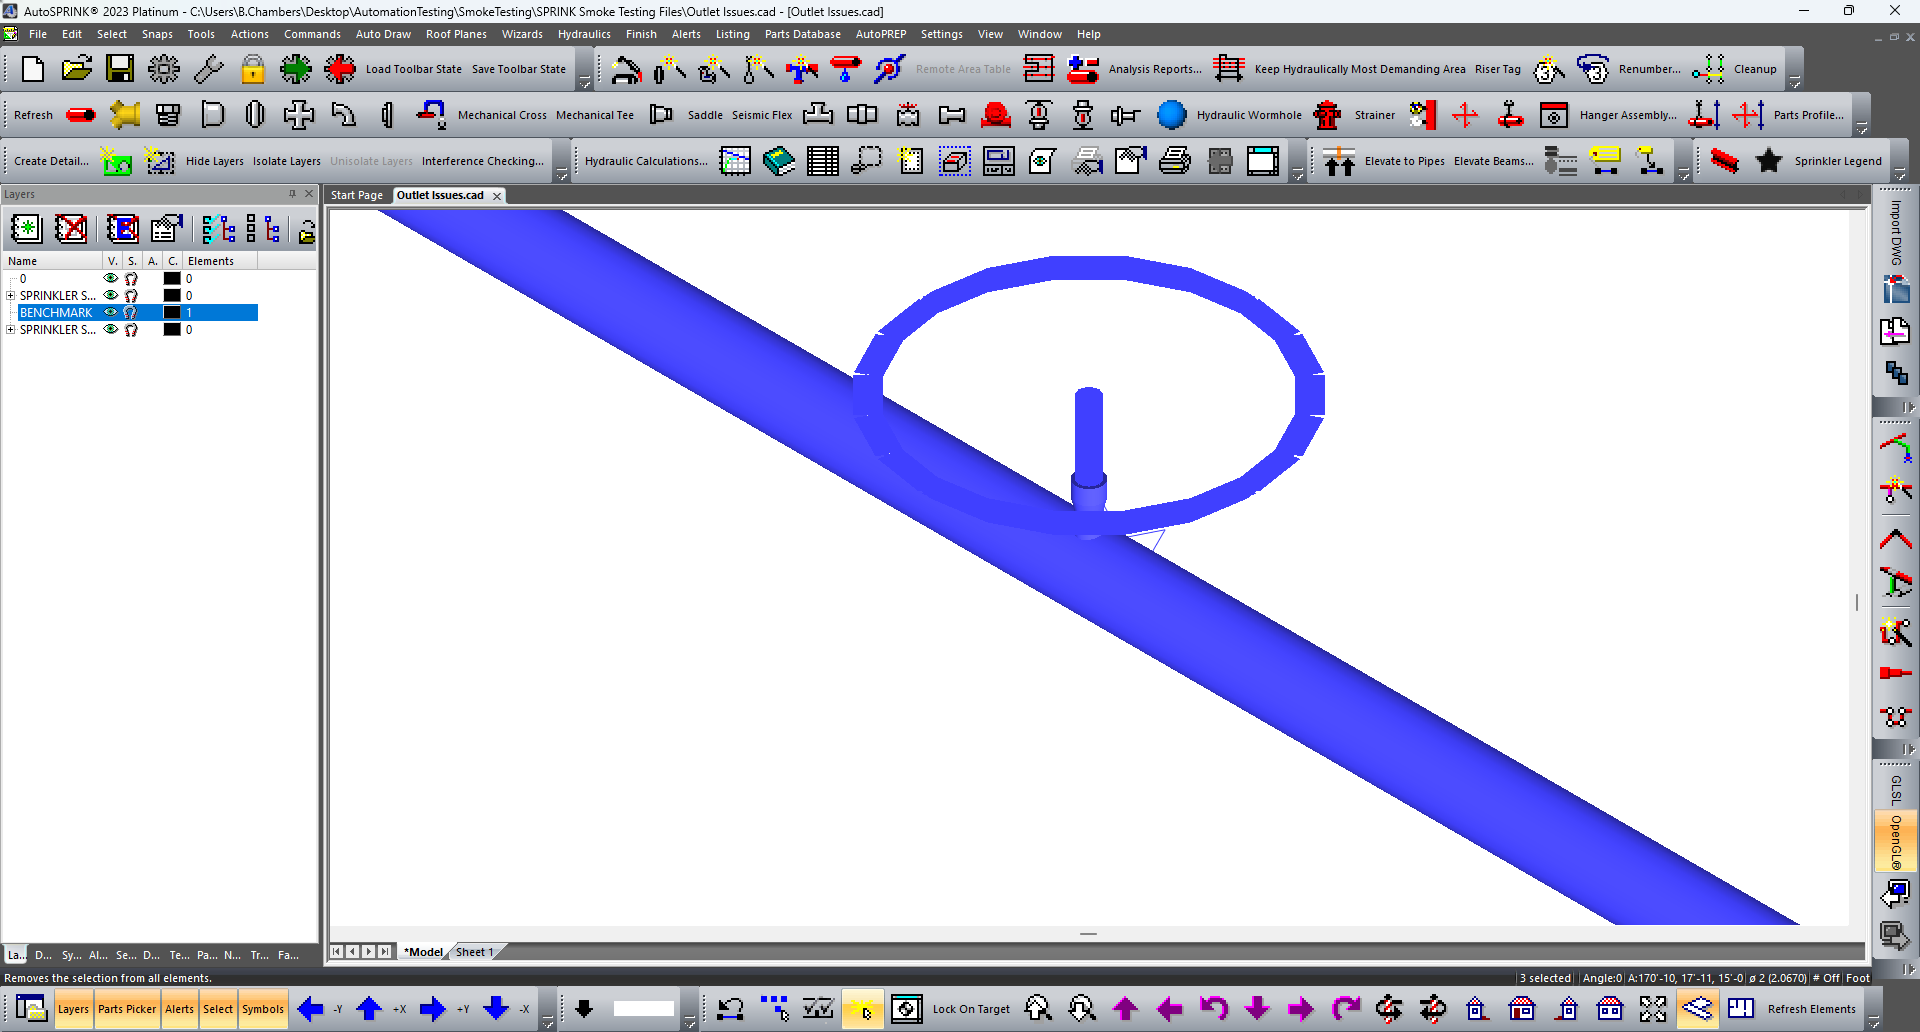 AutoSPRINK® 2023 Platinum - C:\Users\B.Chambers\Desktop\AutomationTesting\SmokeTesting\SPRINK Smoke Testing Files\Outlet Issues.cad - [Outlet Issues.cad]
File Edit Select Snaps Tools Actions Commands Auto Draw Roof Planes Wizards Hydraulics Finish Alerts Listing Parts Database AutoPREP Settings View Window Help
Load Toolbar State Save Toolbar State Remote Area Table Analysis Reports... Keep Hydraulically Most Demanding Area Riser Tag Renumber... Cleanup
Refresh Mechanical Cross Mechanical Tee Saddle Seismic Flex Hydraulic Wormhole Strainer Hanger Assembly... Parts Profile...
Create Detail... Hide Layers Isolate Layers Unisolate Layers Interference Checking... Hydraulic Calculations... Elevate to Pipes Elevate Beams... Sprinkler Legend
Layers
Start Page Outlet Issues.cad
Name V. S. A. C. Elements
0 0
SPRINKLER S... 0
BENCHMARK 1
SPRINKLER S... 0
Import DWG
GLSL
OpenGL®
La... D... Sy... Al... Se... D... Te... Pa... N... Tr... Fa...
*Model Sheet 1
Removes the selection from all elements.
3 selected Angle:0 A:170'-10, 17'-11, 15'-0 ø 2 (2.0670) # Off Foot
Layers Parts Picker Alerts Select Symbols -Y +X +Y -X Lock On Target Refresh Elements